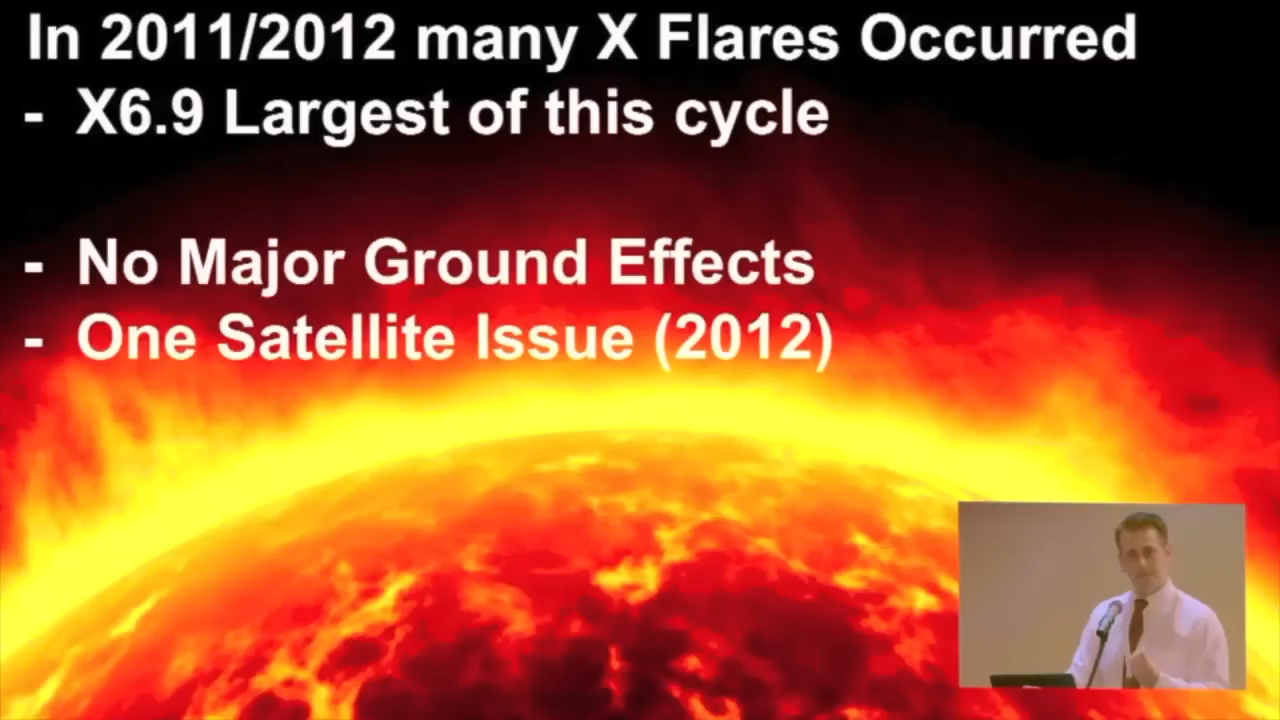 In 2011/2012 many X Flares Occurred
- X6.9 Largest of this cycle
- No Major Ground Effects
- One Satellite Issue (2012)